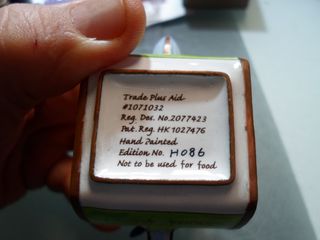 Trade Plus Aid
#1071032
Reg. Des. No.2077423
Pat. Reg. HK 1027476
Hand Painted
Edition No. H086
Not to be used for food